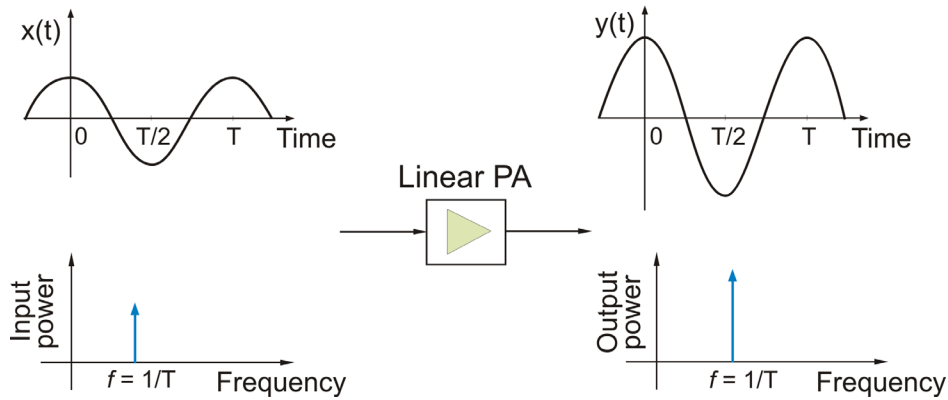 x(t)
0 T/2 T Time
Linear PA
y(t)
0 T/2 T Time
Input
power
f = 1/T Frequency
Output
power
f = 1/T Frequency